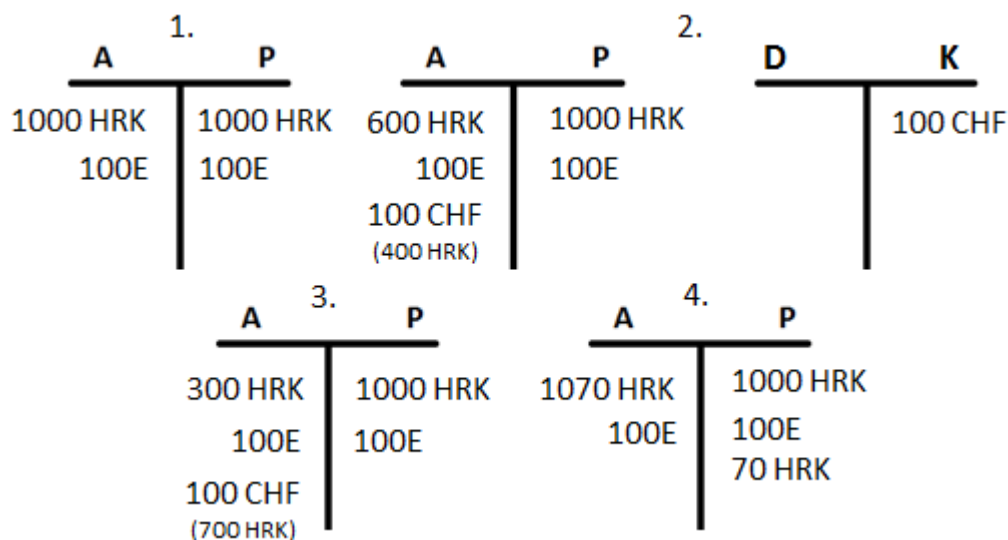 1.
A P
1000 HRK 1000 HRK
100E 100E
2.
A P
600 HRK 1000 HRK
100E 100E
100 CHF
(400 HRK)
D K
100 CHF
3.
A P
300 HRK 1000 HRK
100E 100E
100 CHF
(700 HRK)
4.
A P
1070 HRK 1000 HRK
100E 100E
70 HRK